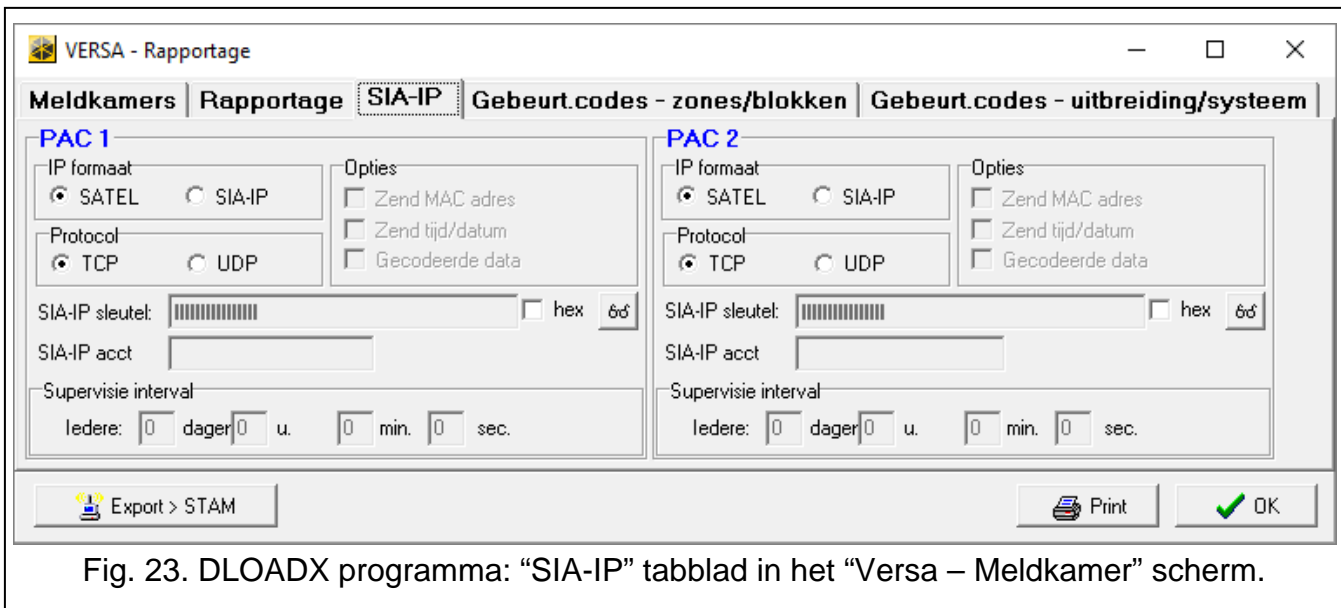 VERSA - Rapportage
Meldkamers Rapportage SIA-IP Gebeurt.codes - zones/blokken Gebeurt.codes - uitbreiding/systeem
PAC 1
IP formaat
SATEL SIA-IP
Protocol
TCP UDP
Opties
Zend MAC adres
Zend tijd/datum
Gecodeerde data
SIA-IP sleutel: hex
SIA-IP acct
Supervisie interval
Iedere: 0 dager 0 u. 0 min. 0 sec.
PAC 2
IP formaat
SATEL SIA-IP
Protocol
TCP UDP
Opties
Zend MAC adres
Zend tijd/datum
Gecodeerde data
SIA-IP sleutel: hex
SIA-IP acct
Supervisie interval
Iedere: 0 dager 0 u. 0 min. 0 sec.
Export > STAM Print OK
Fig. 23. DLOADX programma: “SIA-IP” tabblad in het “Versa – Meldkamer” scherm.